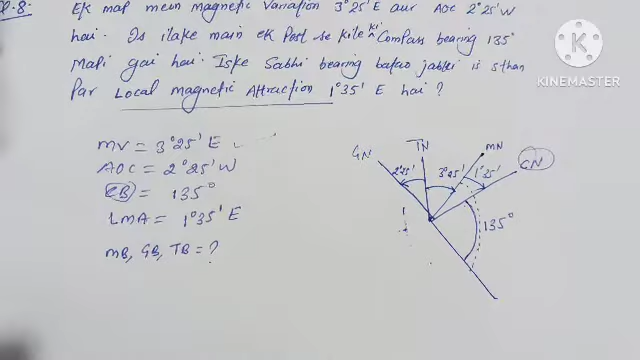 Q.8. Ek map mein magnetic Variation 3°25' E aur AOC 2°25' W
hai. Is ilake main ek Post se kile ki Compass bearing 135°
Mapi gai hai. Iske Sabhi bearing batao jabki is sthan
Par Local magnetic Attraction 1°35' E hai ?
KINEMASTER
MV = 3°25' E
AOC = 2°25' W
CB = 135°
LMA = 1°35' E
MB, GB, TB = ?
GN TN MN CN
2°25' 3°25' 1°35'
135°